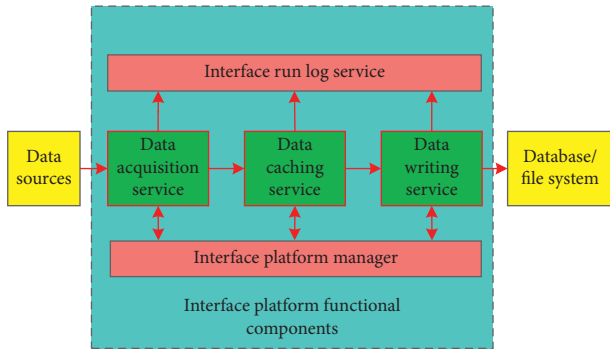 Interface run log service
Data
sources
Data
acquisition
service
Data
caching
service
Data
writing
service
Database/
file system
Interface platform manager
Interface platform functional
components